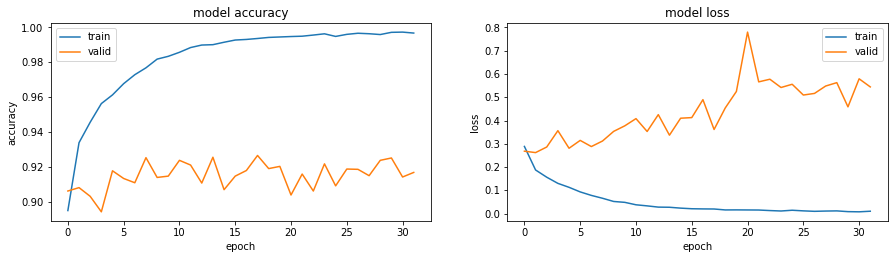 model accuracy
train
valid
1.00
0.98
0.96
0.94
0.92
0.90
accuracy
0
5
10
15
20
25
30
epoch
model loss
train
valid
0.8
0.7
0.6
0.5
0.4
0.3
0.2
0.1
0.0
loss
0
5
10
15
20
25
30
epoch